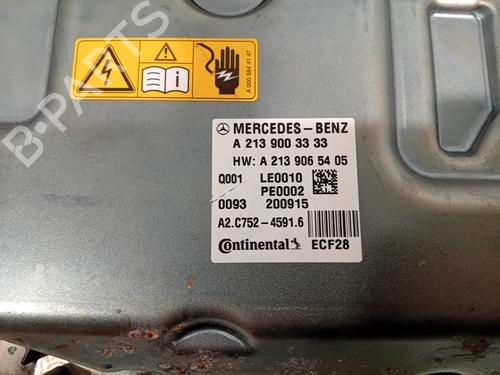 B-PARTS
A 000 584 41 47
MERCEDES-BENZ
A 213 900 33 33
HW: A 213 906 54 05
Q001 LE0010
PE0002
0093 200915
A2.C752-4591.6
Continental ECF28